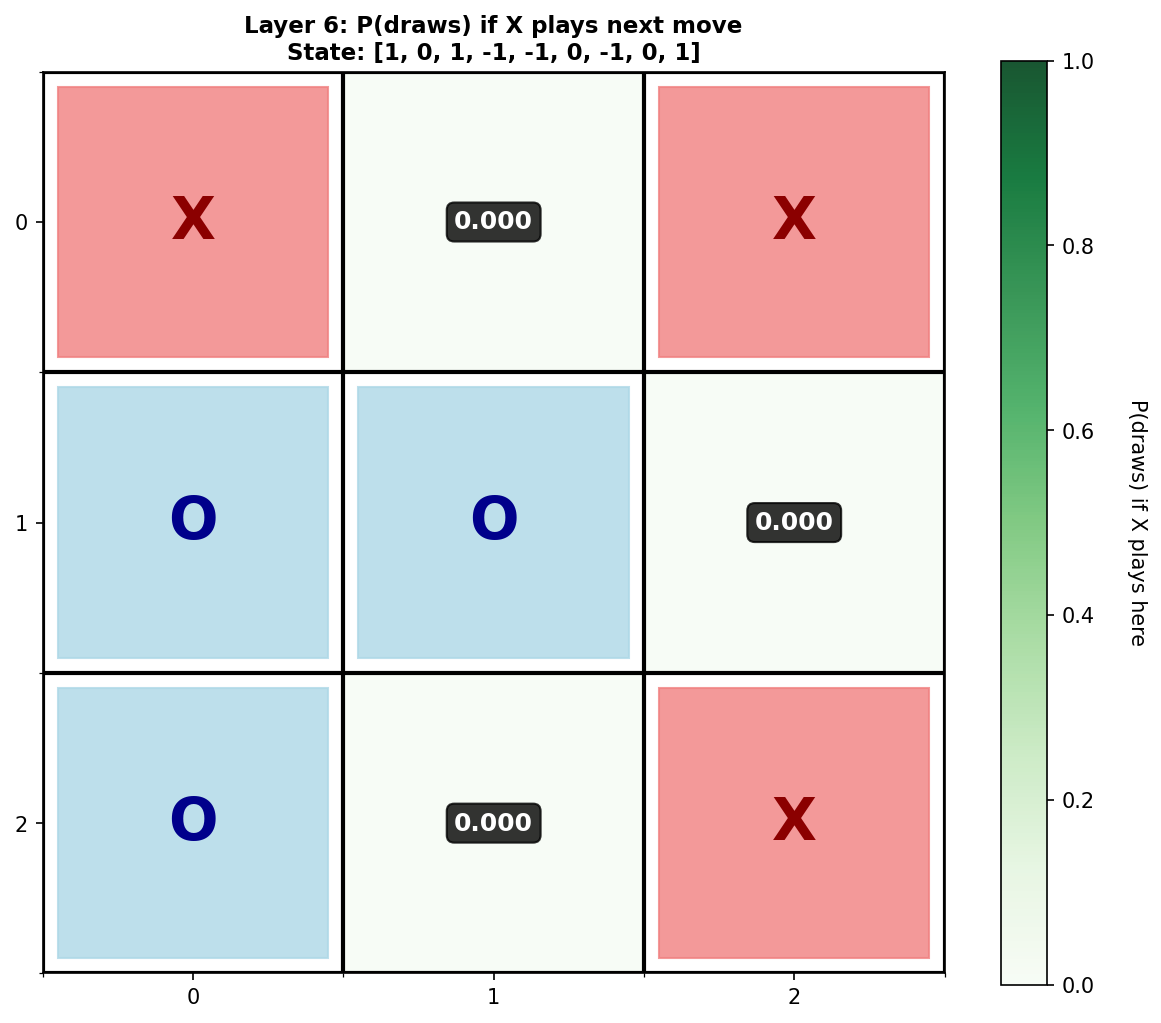 Layer 6: P(draws) if X plays next move
State: [1, 0, 1, -1, -1, 0, -1, 0, 1]
1.0
0.8
0.6
0.4
0.2
0.0
P(draws) if X plays here
0
X
0.000
X
1
O
O
0.000
2
O
0.000
X
0
1
2